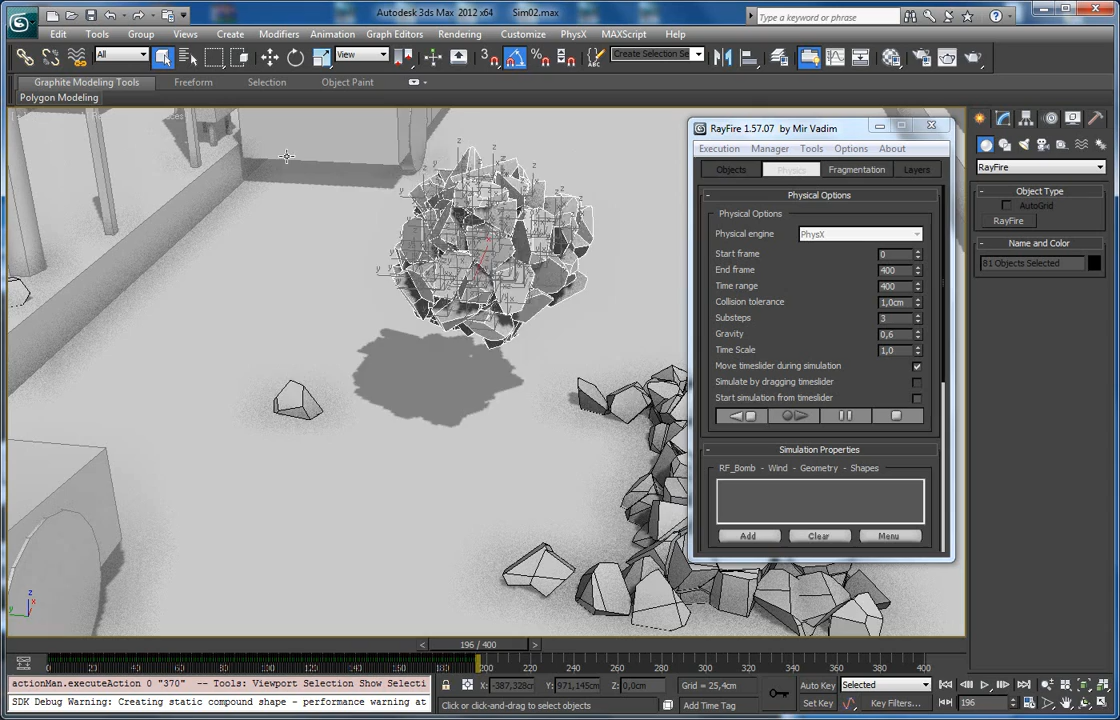 Autodesk 3ds Max 2012 x64 Sim02.max
Type a keyword or phrase
Edit Tools Group Views Create Modifiers Animation Graph Editors Rendering Customize PhysX MAXScript Help
All View Create Selection Se
Graphite Modeling Tools Freeform Selection Object Paint
Polygon Modeling
RayFire 1.57.07 by Mir Vadim
Execution Manager Tools Options About
Objects Physics Fragmentation Layers
- Physical Options
Physical Options
Physical engine PhysX
Start frame 0
End frame 400
Time range 400
Collision tolerance 1,0cm
Substeps 3
Gravity 0,6
Time Scale 1,0
Move timeslider during simulation
Simulate by dragging timeslider
Start simulation from timeslider
- Simulation Properties
RF_Bomb - Wind - Geometry - Shapes
Add Clear Menu
RayFire
- Object Type
AutoGrid
RayFire
- Name and Color
81 Objects Selected
< 196 / 400 >
0 20 40 60 80 100 120 140 160 180 200 220 240 260 280 300 320 340 360 380 400
actionMan.executeAction 0 "370" -- Tools: Viewport Selection Show Selecti
SDK Debug Warning: Creating static compound shape - performance warning at
X: -387,328c Y: 971,145cm Z: 0,0cm Grid = 25,4cm
Click or click-and-drag to select objects Add Time Tag
Auto Key Selected
Set Key Key Filters... 196